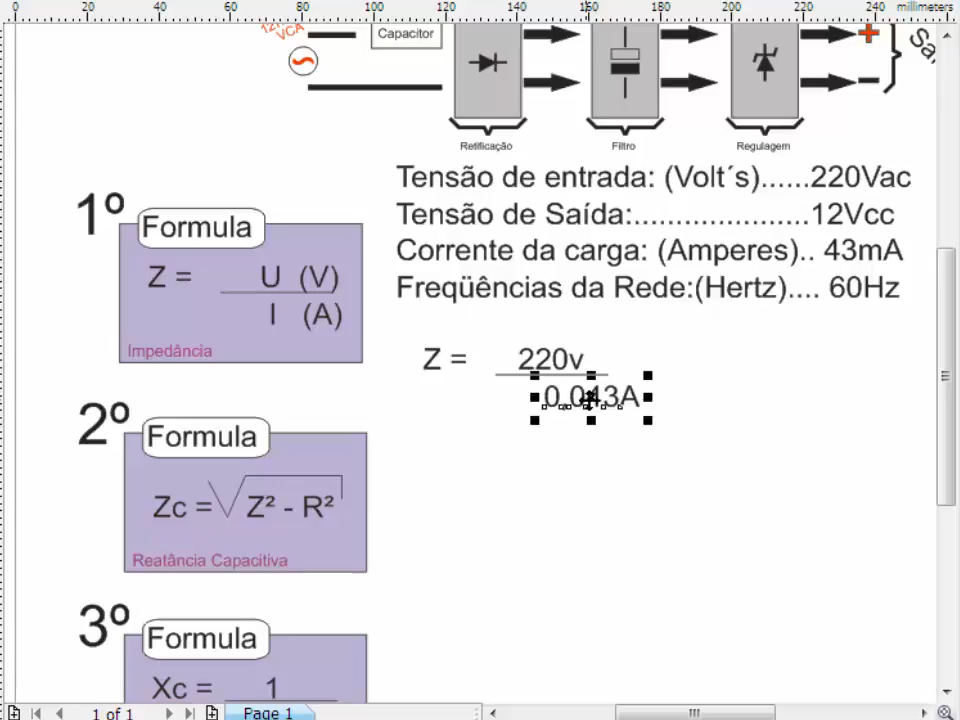 0 20 40 60 80 100 120 140 160 180 200 220 240 millimeters
VCA
Capacitor
Retificação Filtro Regulagem
Tensão de entrada: (Volt´s)......220Vac
Tensão de Saída:.....................12Vcc
Corrente da carga: (Amperes).. 43mA
Freqüências da Rede:(Hertz).... 60Hz
1º
Formula
Z = U (V)
I (A)
Impedância
Z = 220v
0,043A
2º
Formula
Zc = √ Z² - R²
Reatância Capacitiva
3º
Formula
Xc = 1
1 of 1 Page 1